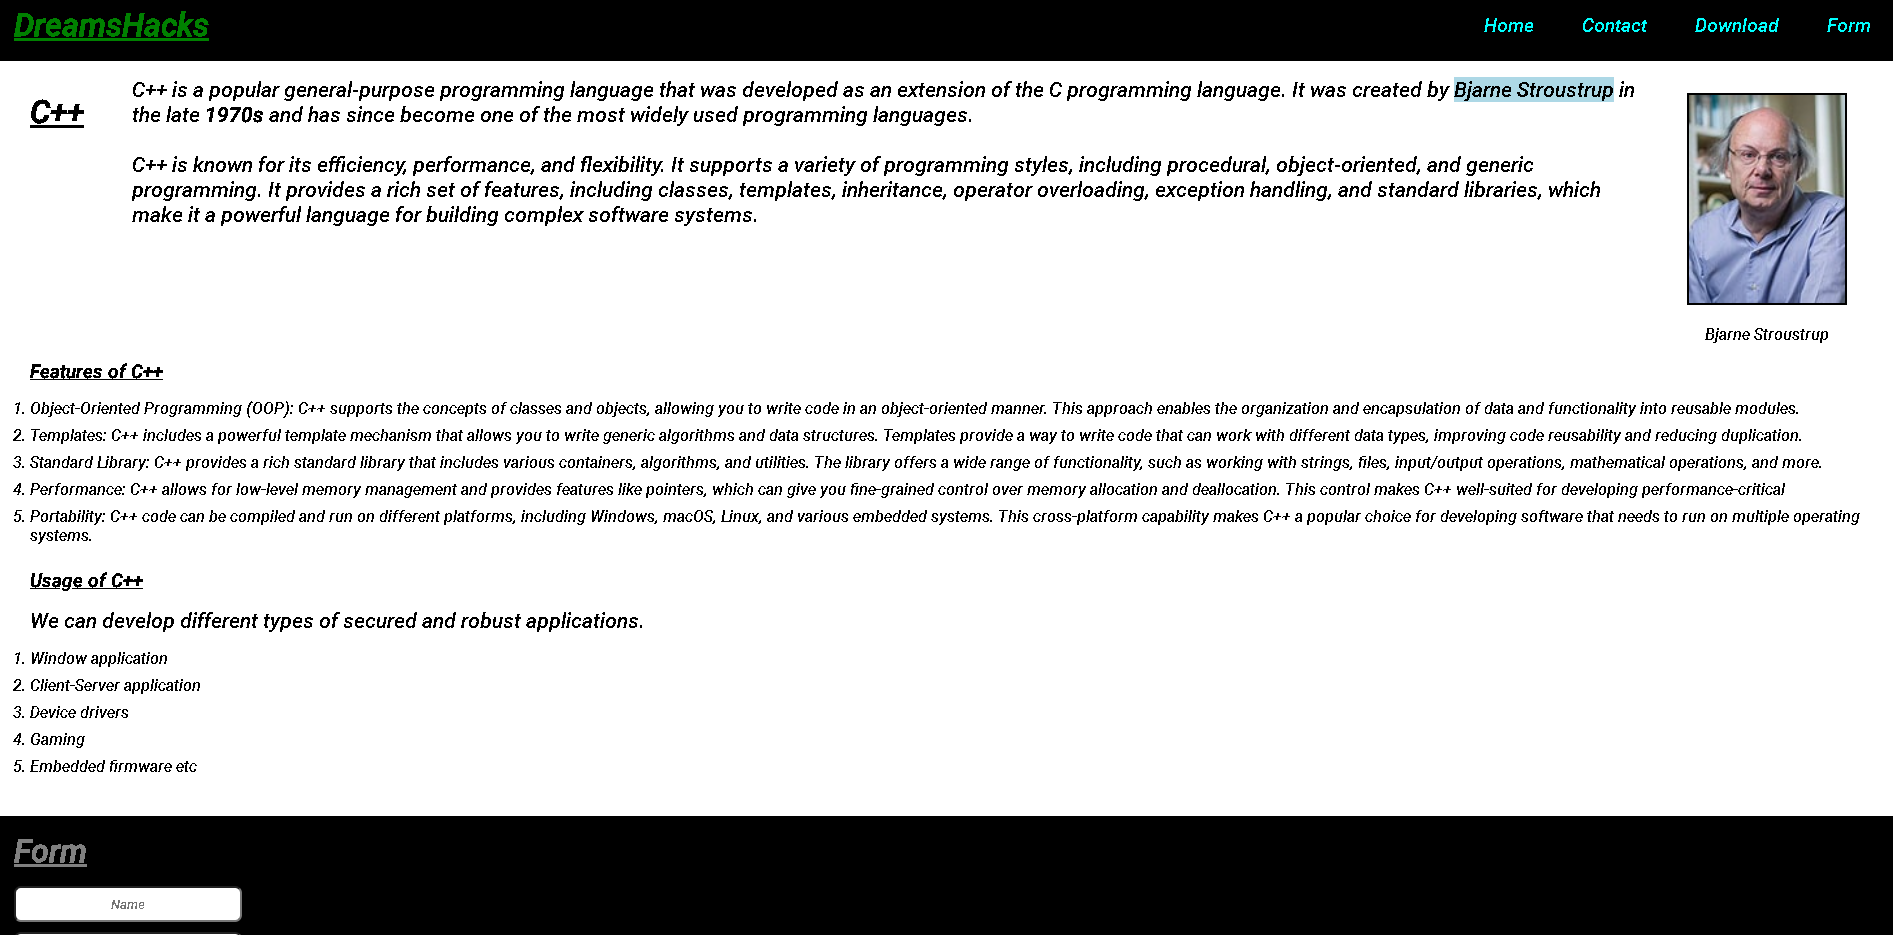 DreamsHacks
Home Contact Download Form
C++
C++ is a popular general-purpose programming language that was developed as an extension of the C programming language. It was created by Bjarne Stroustrup in
the late 1970s and has since become one of the most widely used programming languages.
C++ is known for its efficiency, performance, and flexibility. It supports a variety of programming styles, including procedural, object-oriented, and generic
programming. It provides a rich set of features, including classes, templates, inheritance, operator overloading, exception handling, and standard libraries, which
make it a powerful language for building complex software systems.
Bjarne Stroustrup
Features of C++
1. Object-Oriented Programming (OOP): C++ supports the concepts of classes and objects, allowing you to write code in an object-oriented manner. This approach enables the organization and encapsulation of data and functionality into reusable modules.
2. Templates: C++ includes a powerful template mechanism that allows you to write generic algorithms and data structures. Templates provide a way to write code that can work with different data types, improving code reusability and reducing duplication.
3. Standard Library: C++ provides a rich standard library that includes various containers, algorithms, and utilities. The library offers a wide range of functionality, such as working with strings, files, input/output operations, mathematical operations, and more.
4. Performance: C++ allows for low-level memory management and provides features like pointers, which can give you fine-grained control over memory allocation and deallocation. This control makes C++ well-suited for developing performance-critical
5. Portability: C++ code can be compiled and run on different platforms, including Windows, macOS, Linux, and various embedded systems. This cross-platform capability makes C++ a popular choice for developing software that needs to run on multiple operating
systems.
Usage of C++
We can develop different types of secured and robust applications.
1. Window application
2. Client-Server application
3. Device drivers
4. Gaming
5. Embedded firmware etc
Form
Name